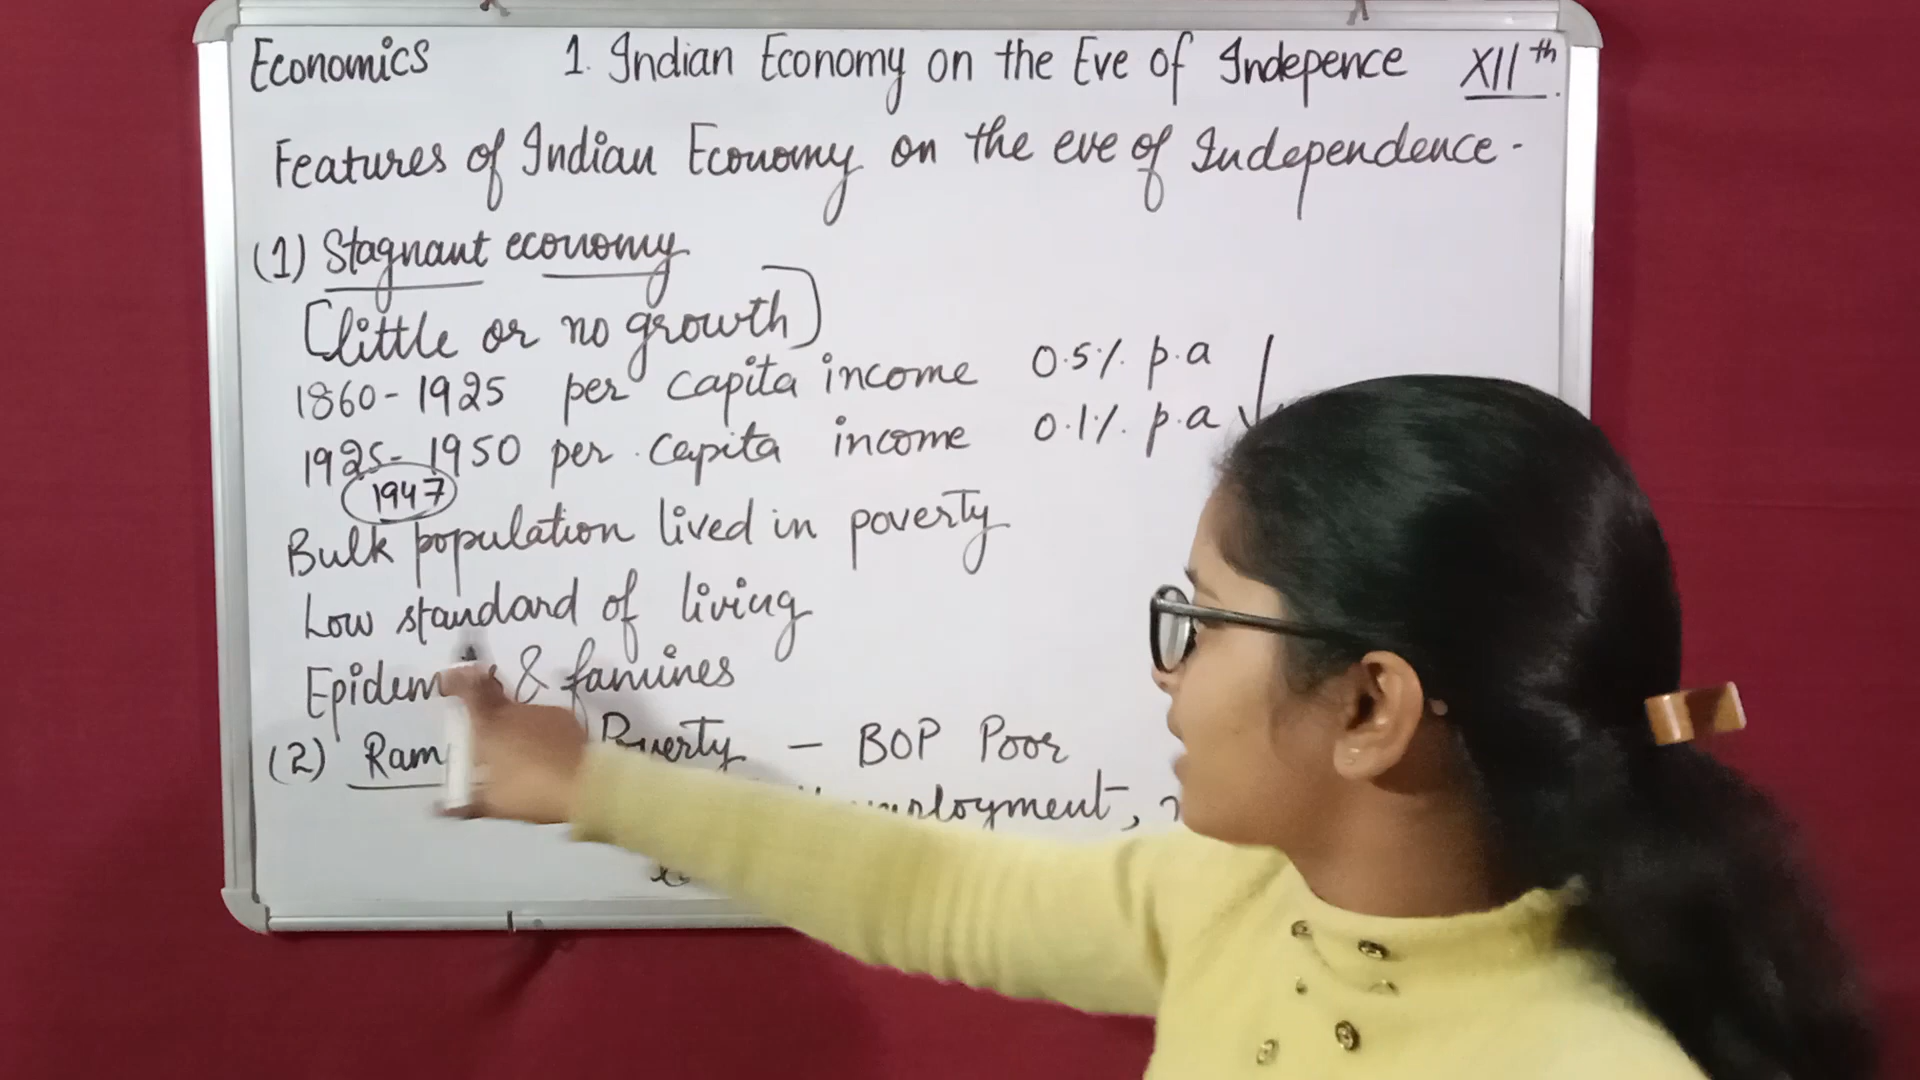 Economics 1. Indian Economy on the Eve of Indepence XIIth.
Features of Indian Economy on the eve of Independence -
(1) Stagnant economy
[little or no growth]
1860-1925 per capita income 0.5% p.a
1925-1950 per capita income 0.1% p.a
1947
Bulk population lived in poverty
Low standard of living
& famines
(2) Poverty - BOP Poor